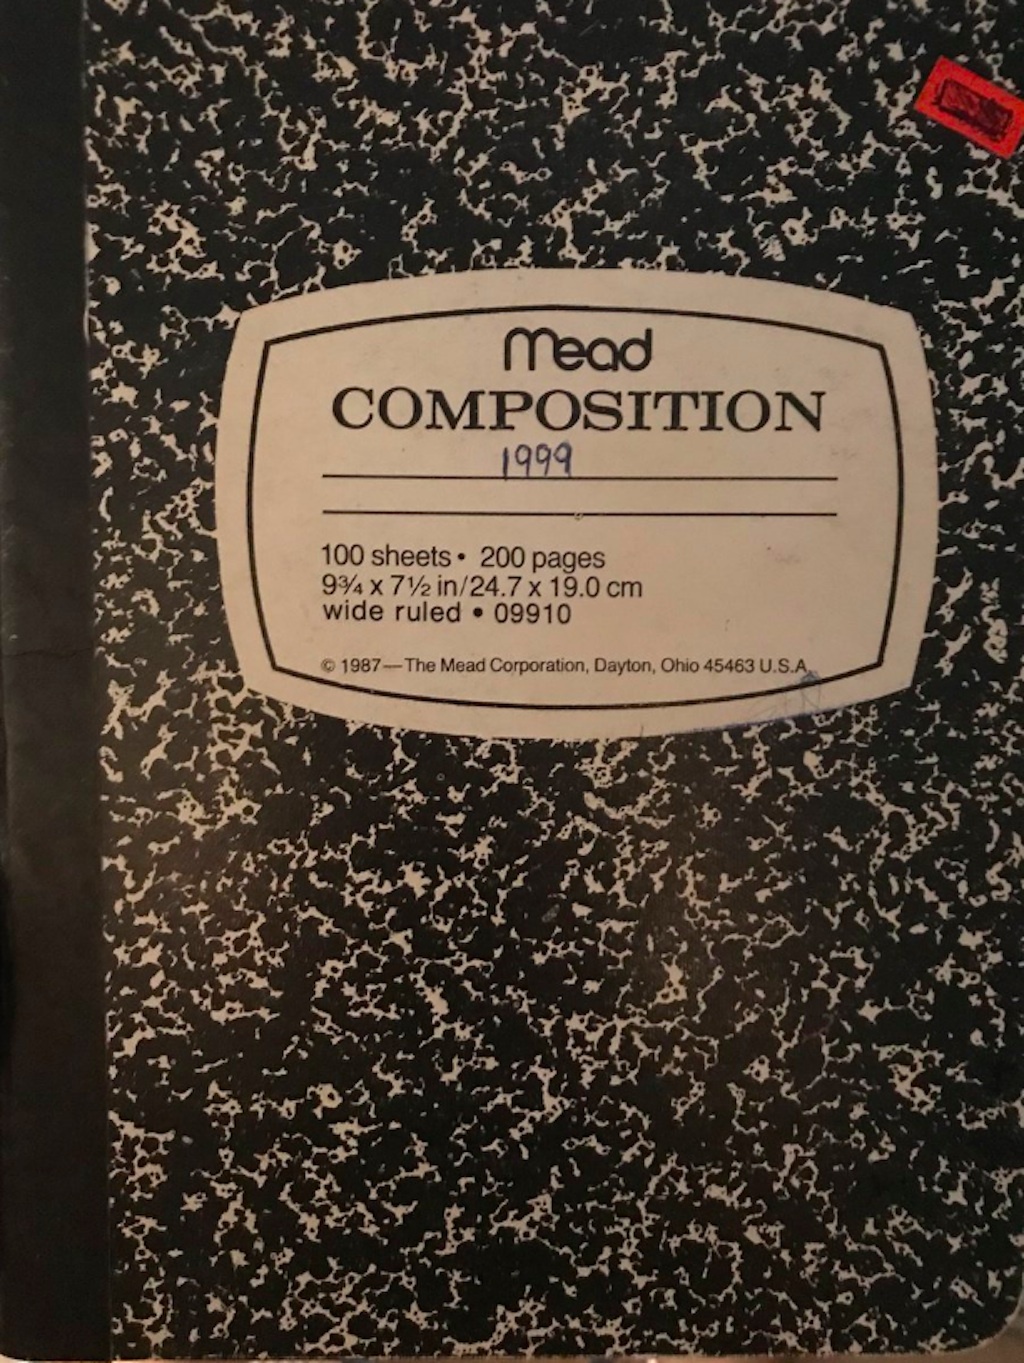 Mead
COMPOSITION
1999
100 sheets • 200 pages
9¾ x 7½ in/24.7 x 19.0 cm
wide ruled • 09910
© 1987—The Mead Corporation, Dayton, Ohio 45463 U.S.A.